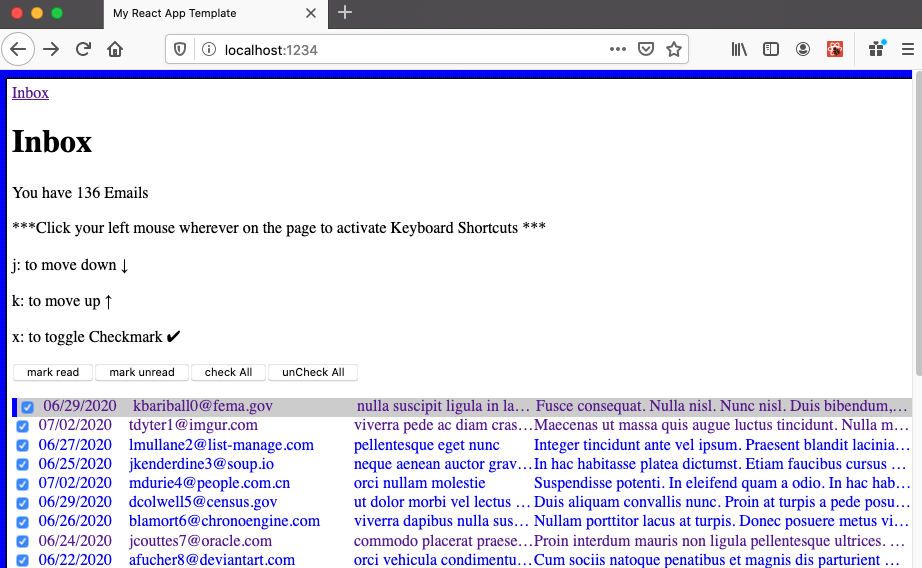 My React App Template
localhost:1234
Inbox
Inbox
You have 136 Emails
***Click your left mouse wherever on the page to activate Keyboard Shortcuts ***
j: to move down ↓
k: to move up ↑
x: to toggle Checkmark ✔
mark read mark unread check All unCheck All
06/29/2020 kbariball0@fema.gov nulla suscipit ligula in la… Fusce consequat. Nulla nisl. Nunc nisl. Duis bibendum,…
07/02/2020 tdyter1@imgur.com viverra pede ac diam cras… Maecenas ut massa quis augue luctus tincidunt. Nulla m…
06/27/2020 lmullane2@list-manage.com pellentesque eget nunc Integer tincidunt ante vel ipsum. Praesent blandit lacinia…
06/25/2020 jkenderdine3@soup.io neque aenean auctor grav… In hac habitasse platea dictumst. Etiam faucibus cursus …
07/02/2020 mdurie4@people.com.cn orci nullam molestie Suspendisse potenti. In eleifend quam a odio. In hac hab…
06/29/2020 dcolwell5@census.gov ut dolor morbi vel lectus … Duis aliquam convallis nunc. Proin at turpis a pede posu…
06/26/2020 blamort6@chronoengine.com viverra dapibus nulla sus… Nullam porttitor lacus at turpis. Donec posuere metus vi…
06/24/2020 jcouttes7@oracle.com commodo placerat praese… Proin interdum mauris non ligula pellentesque ultrices. …
06/22/2020 afucher8@deviantart.com orci vehicula condimentu… Cum sociis natoque penatibus et magnis dis parturient …